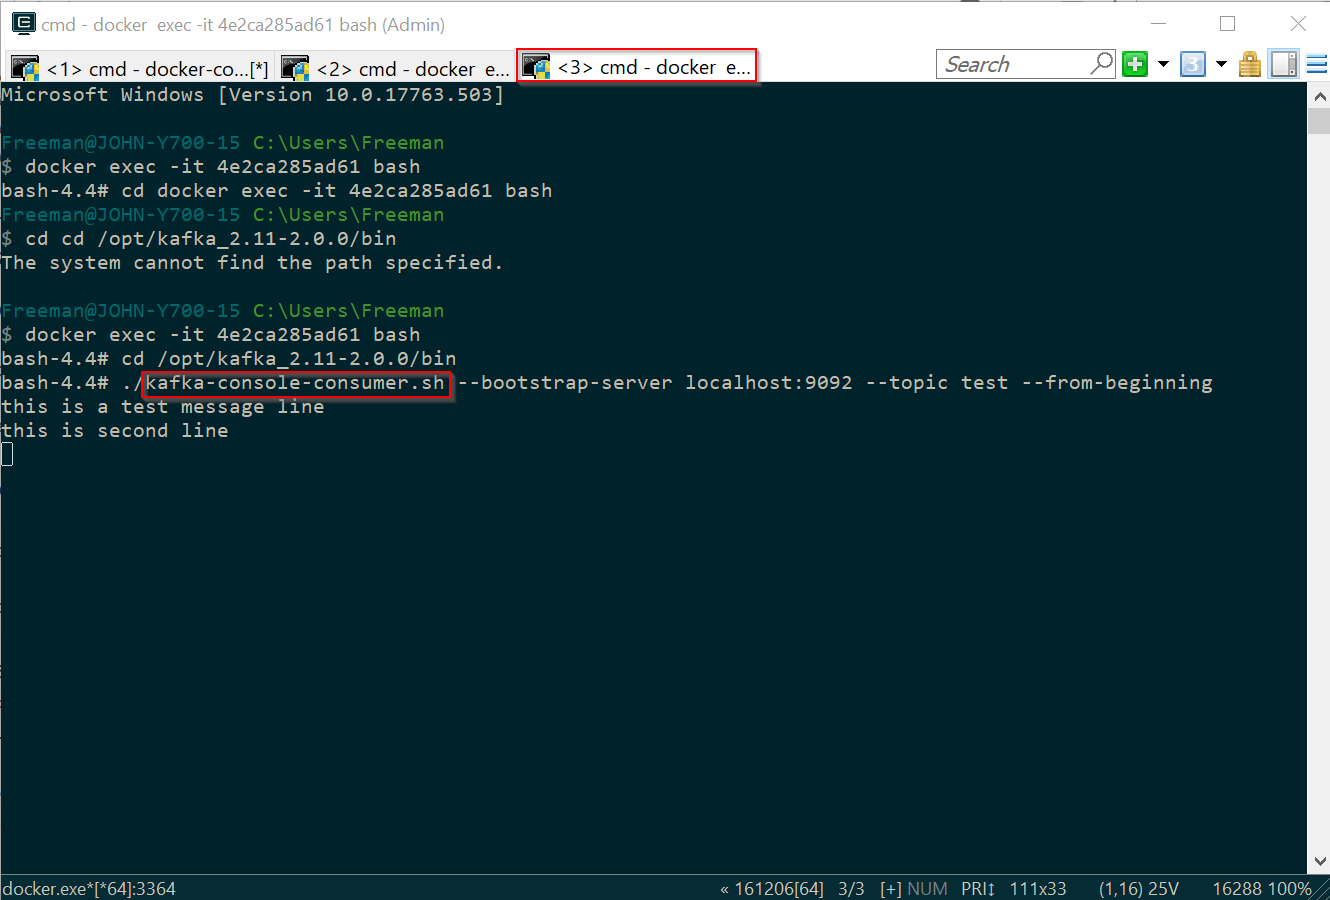 cmd - docker  exec -it 4e2ca285ad61 bash (Admin)
<1> cmd - docker-co...[*]
<2> cmd - docker  e...
<3> cmd - docker  e...
Search
Microsoft Windows [Version 10.0.17763.503]
Freeman@JOHN-Y700-15 C:\Users\Freeman
$ docker exec -it 4e2ca285ad61 bash
bash-4.4# cd docker exec -it 4e2ca285ad61 bash
Freeman@JOHN-Y700-15 C:\Users\Freeman
$ cd cd /opt/kafka_2.11-2.0.0/bin
The system cannot find the path specified.
Freeman@JOHN-Y700-15 C:\Users\Freeman
$ docker exec -it 4e2ca285ad61 bash
bash-4.4# cd /opt/kafka_2.11-2.0.0/bin
bash-4.4# ./kafka-console-consumer.sh --bootstrap-server localhost:9092 --topic test --from-beginning
this is a test message line
this is second line
docker.exe*[*64]:3364
« 161206[64] 3/3 [+] NUM PRI↕ 111x33 (1,16) 25V 16288 100%